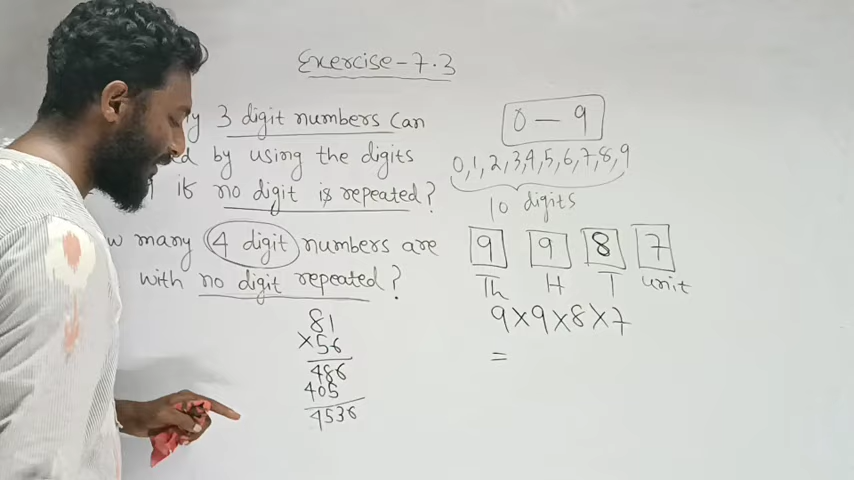 Exercise-7.3
3 digit numbers can
by using the digits
if no digit is repeated?
many 4 digit numbers are
with no digit repeated?
81
×56
486
405
4536
0 — 9
0,1,2,3,4,5,6,7,8,9
10 digits
9 9 8 7
Th H T unit
9×9×8×7
=